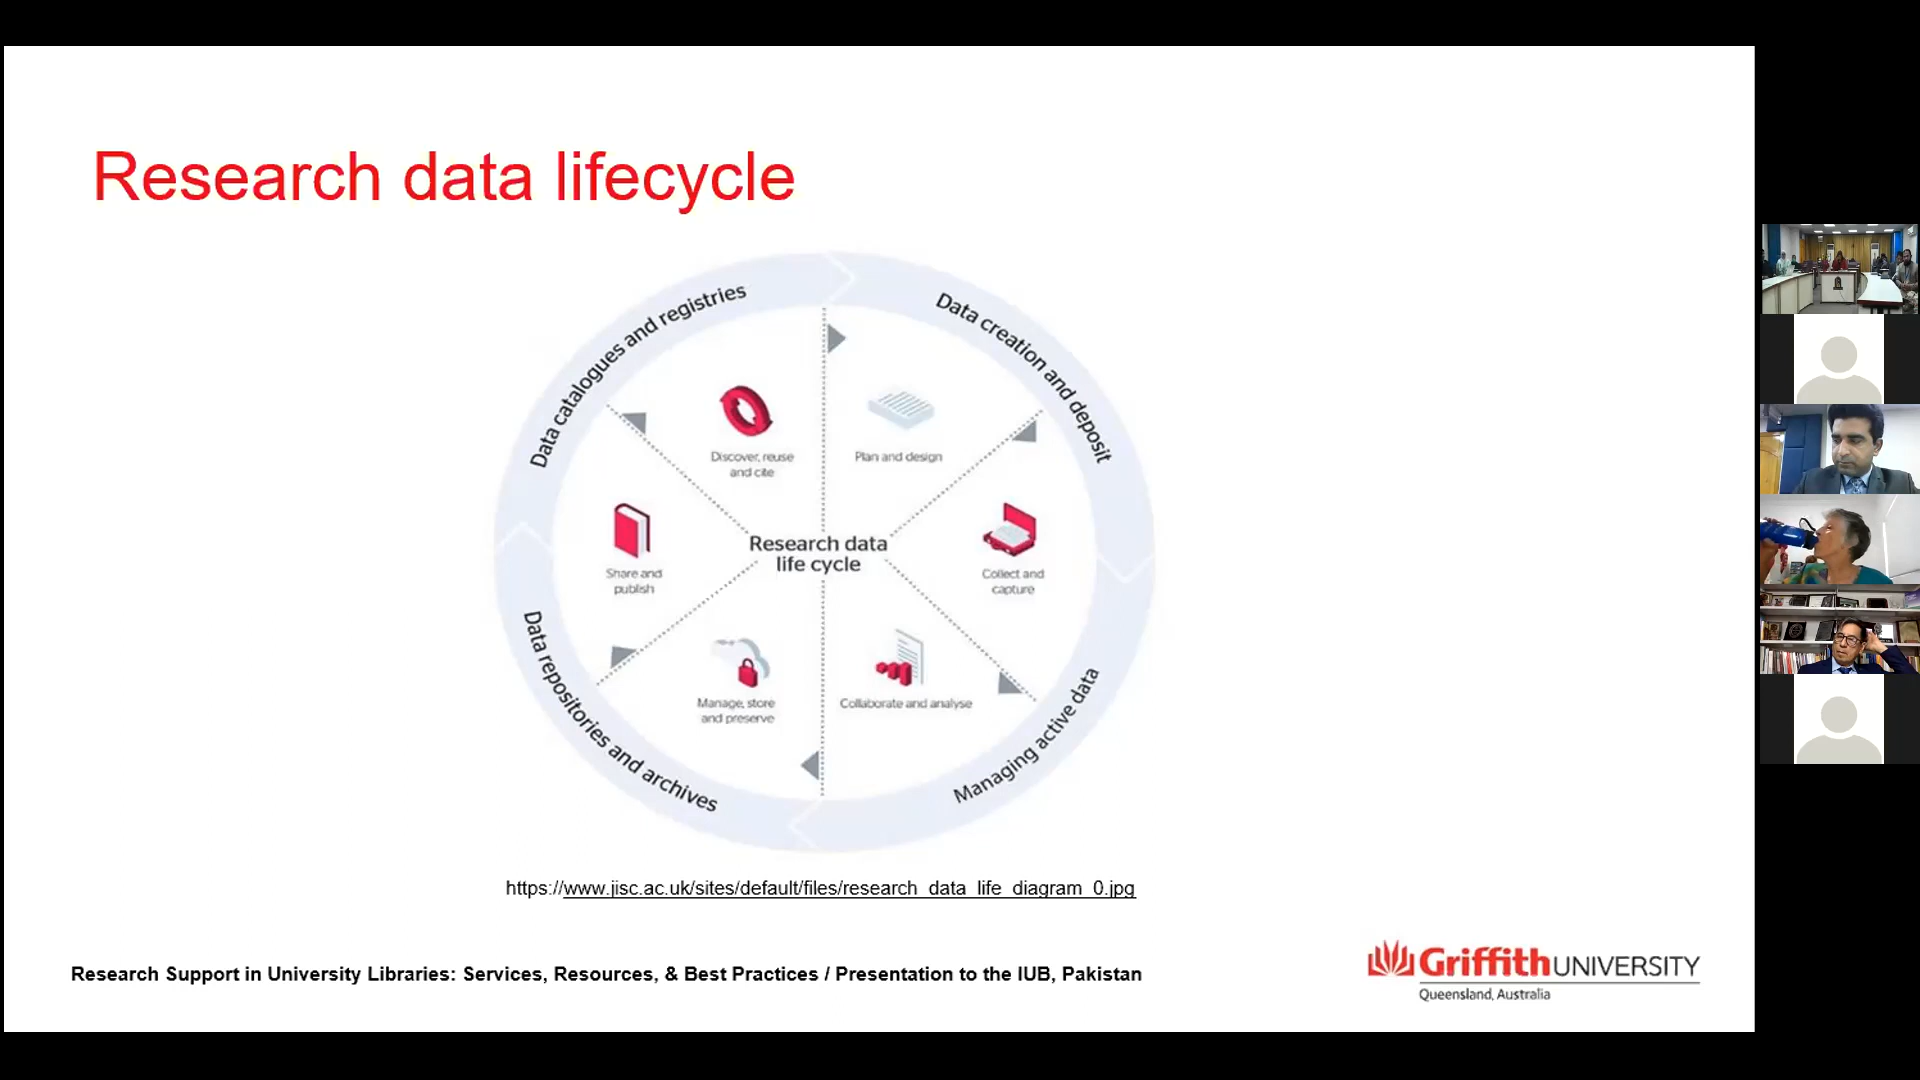 Research data lifecycle
Data catalogues and registries
Data creation and deposit
Discover, reuse
and cite
Plan and design
Share and
publish
Research data
life cycle
Collect and
capture
Manage, store
and preserve
Collaborate and analyse
Data repositories and archives
Managing active data
https://www.jisc.ac.uk/sites/default/files/research_data_life_diagram_0.jpg
Research Support in University Libraries: Services, Resources, & Best Practices / Presentation to the IUB, Pakistan
Griffith UNIVERSITY
Queensland, Australia